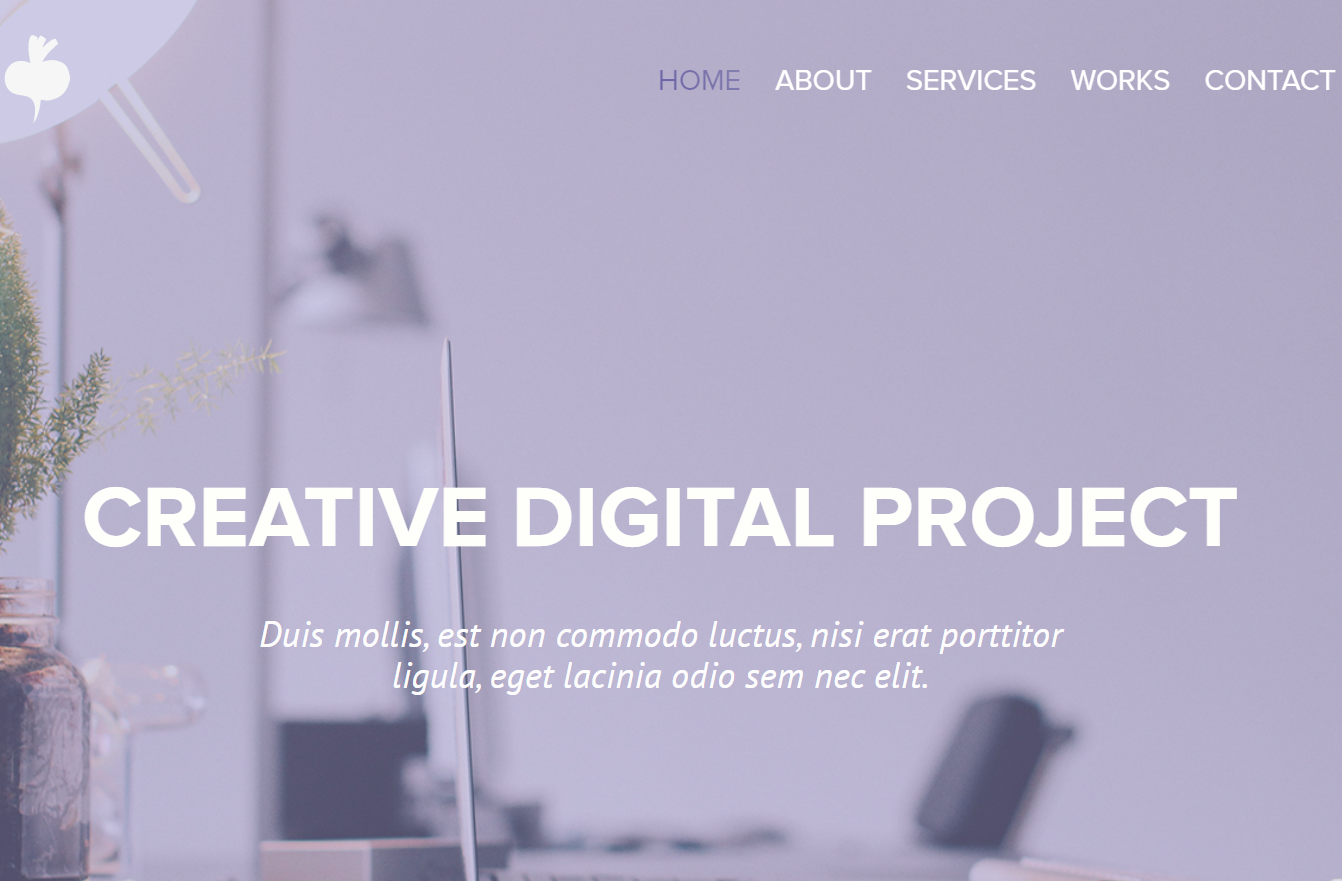 HOME ABOUT SERVICES WORKS CONTACT
CREATIVE DIGITAL PROJECT
Duis mollis, est non commodo luctus, nisi erat porttitor
ligula, eget lacinia odio sem nec elit.